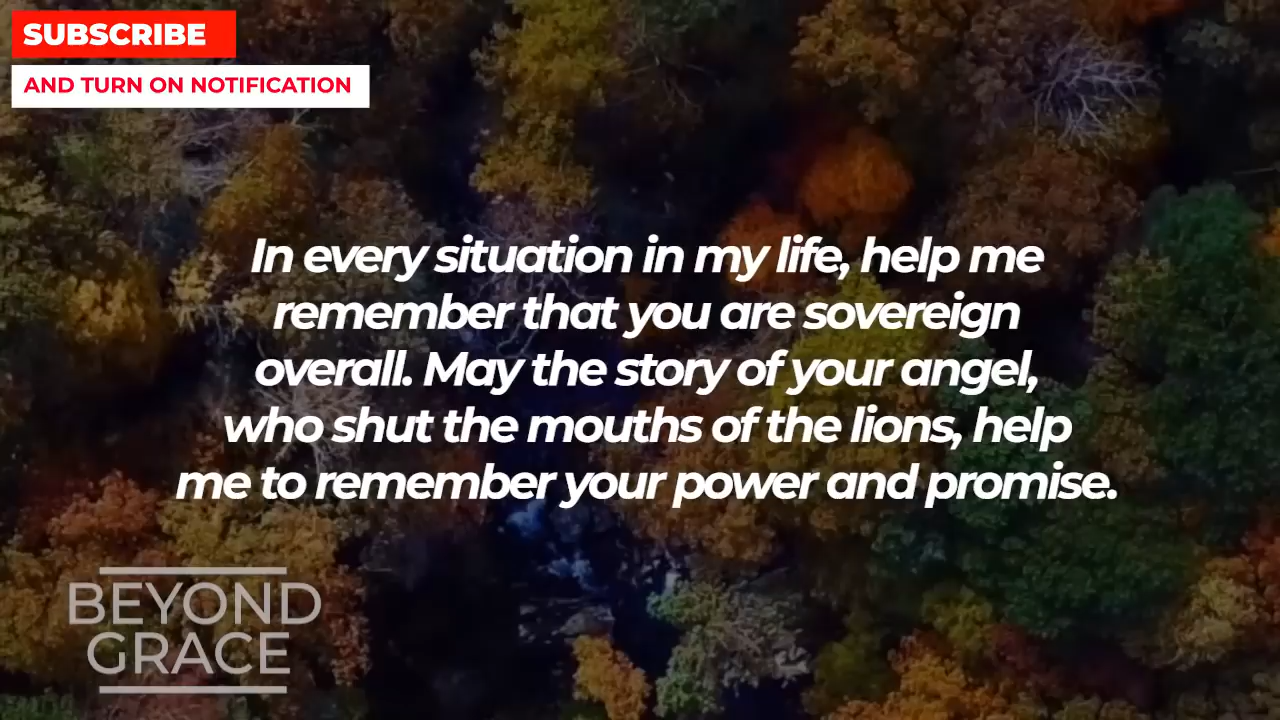 SUBSCRIBE
AND TURN ON NOTIFICATION
In every situation in my life, help me
remember that you are sovereign
overall. May the story of your angel,
who shut the mouths of the lions, help
me to remember your power and promise.
BEYOND
GRACE